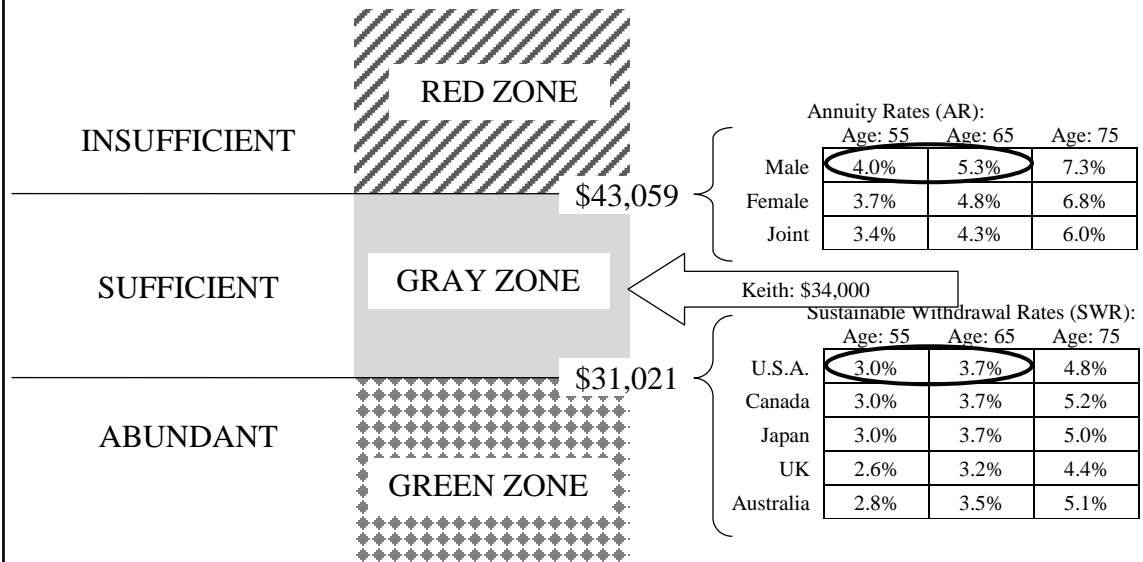 RED ZONE
INSUFFICIENT
$43,059
GRAY ZONE
SUFFICIENT
$31,021
ABUNDANT
GREEN ZONE
Annuity Rates (AR):
Age: 55 Age: 65 Age: 75
Male 4.0% 5.3% 7.3%
Female 3.7% 4.8% 6.8%
Joint 3.4% 4.3% 6.0%
Keith: $34,000
Sustainable Withdrawal Rates (SWR):
Age: 55 Age: 65 Age: 75
U.S.A. 3.0% 3.7% 4.8%
Canada 3.0% 3.7% 5.2%
Japan 3.0% 3.7% 5.0%
UK 2.6% 3.2% 4.4%
Australia 2.8% 3.5% 5.1%